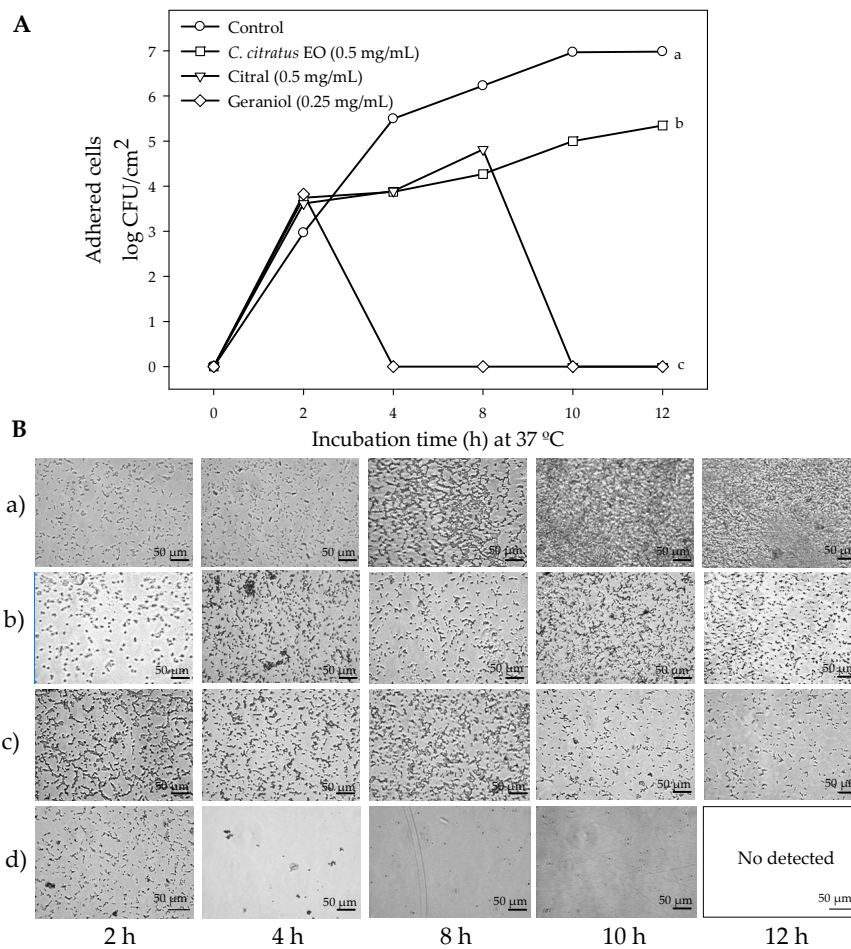 A
Control
C. citratus EO (0.5 mg/mL)
Citral (0.5 mg/mL)
Geraniol (0.25 mg/mL)
7
6
5
4
3
2
1
0
Adhered cells
log CFU/cm2
a
b
c
0 2 4 8 10 12
Incubation time (h) at 37 ºC
B
a)
50 µm 50 µm 50 µm 50 µm 50 µm
b)
50 µm 50 µm 50 µm 50 µm 50 µm
c)
50 µm 50 µm 50 µm 50 µm 50 µm
d)
No detected
50 µm 50 µm 50 µm 50 µm 50 µm
2 h 4 h 8 h 10 h 12 h